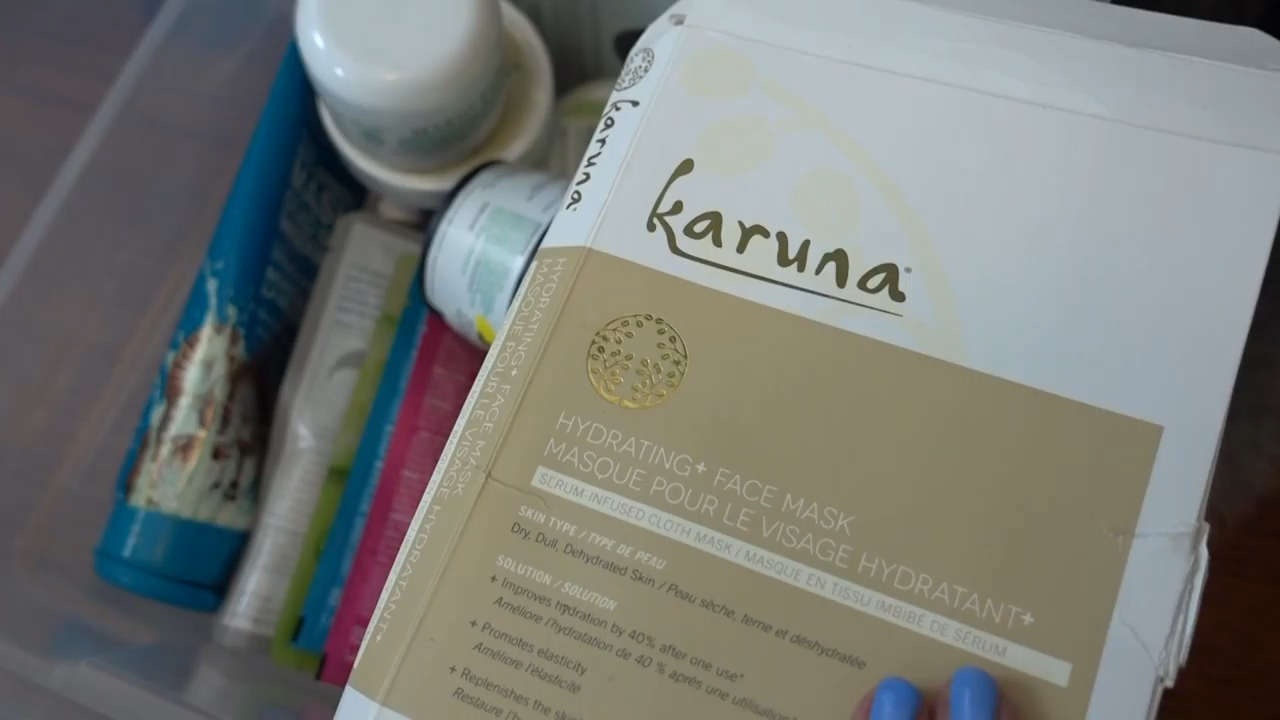 karuna
karuna
HYDRATING+ FACE MASK
MASQUE POUR LE VISAGE HYDRATANT+
HYDRATING+ FACE MASK
MASQUE POUR LE VISAGE HYDRATANT+
SERUM-INFUSED CLOTH MASK / MASQUE EN TISSU IMBIBÉ DE SÉRUM
SKIN TYPE / TYPE DE PEAU
Dry, Dull, Dehydrated Skin / Peau sèche, terne et déshydratée
SOLUTION / SOLUTION
+ Improves hydration by 40% after one use*
Améliore l'hydratation de 40 % après une utilisation*
+ Promotes elasticity
Améliore l'élasticité
+ Replenishes the
Restaure